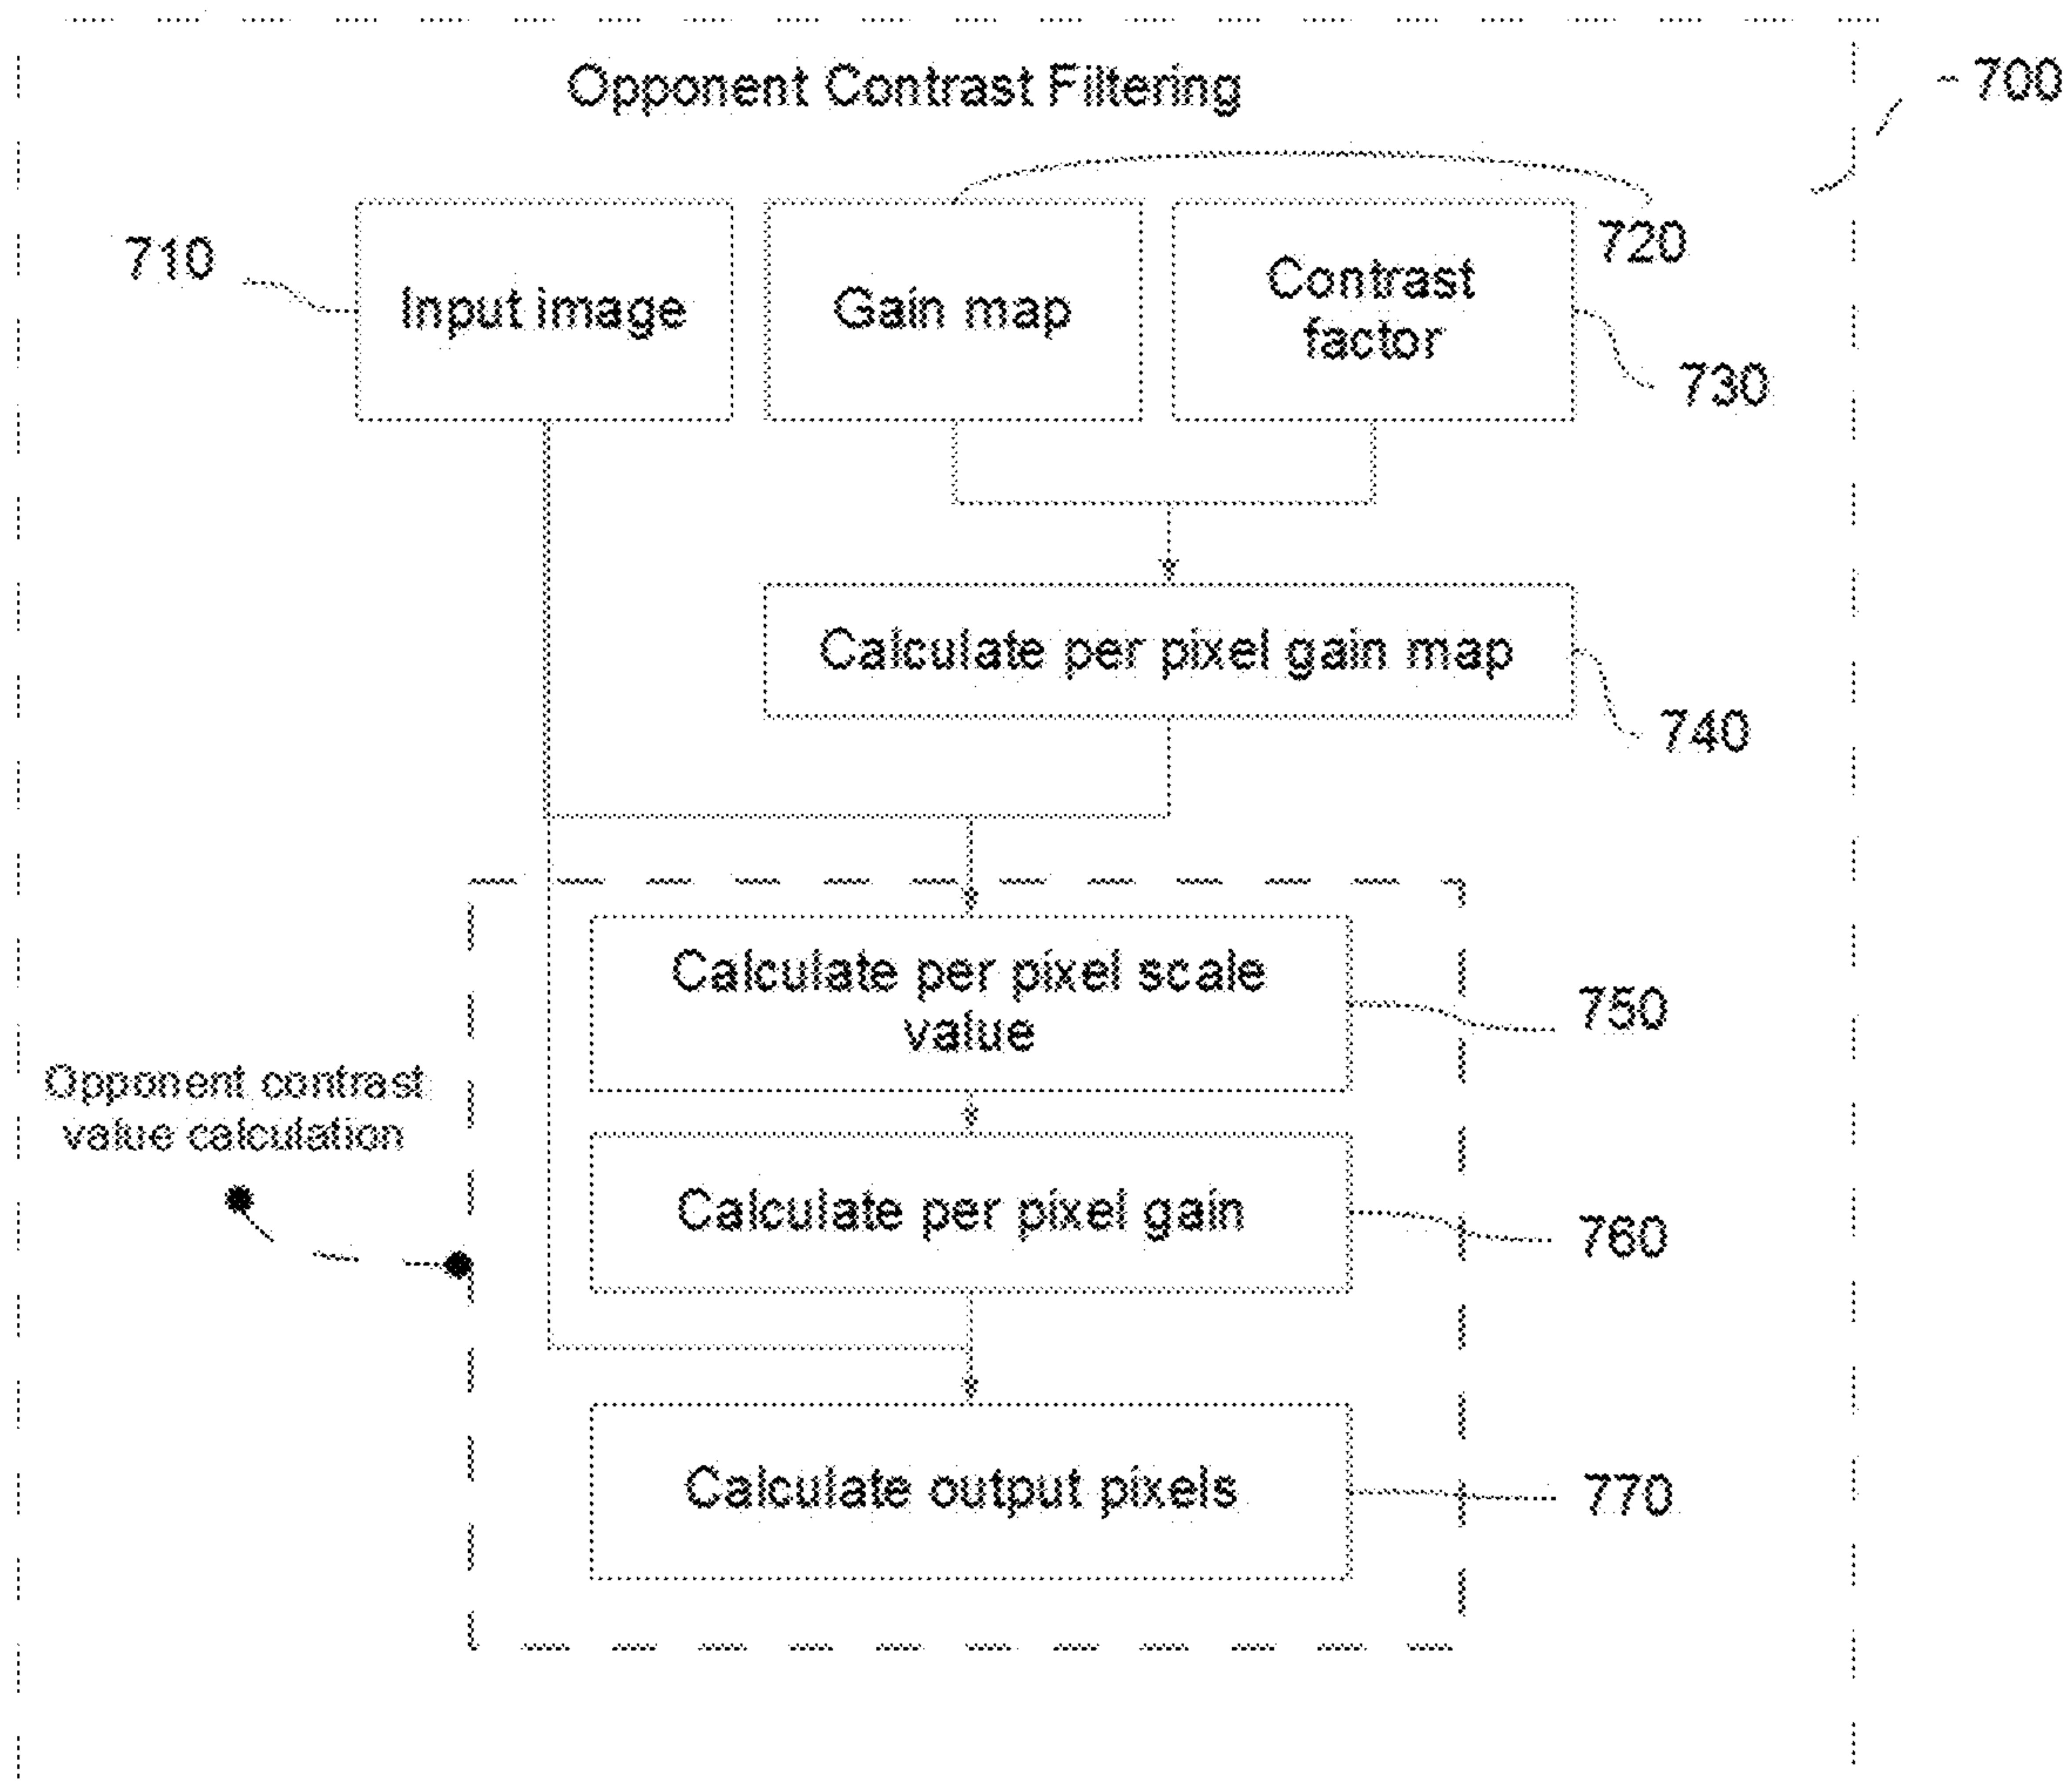 Opponent Contrast Filtering
700
710
Input image
Gain map
Contrast
factor
720
730
Calculate per pixel gain map
740
Calculate per pixel scale
value
750
Opponent contrast
value calculation
Calculate per pixel gain
760
Calculate output pixels
770